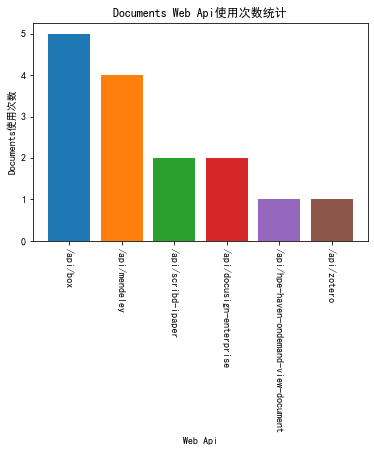 Documents Web Api使用次数统计
Documents使用次数
5
4
3
2
1
0
/api/box
/api/mendeley
/api/scribd-ipaper
/api/docusign-enterprise
/api/hpe-haven-ondemand-view-document
/api/zotero
Web Api